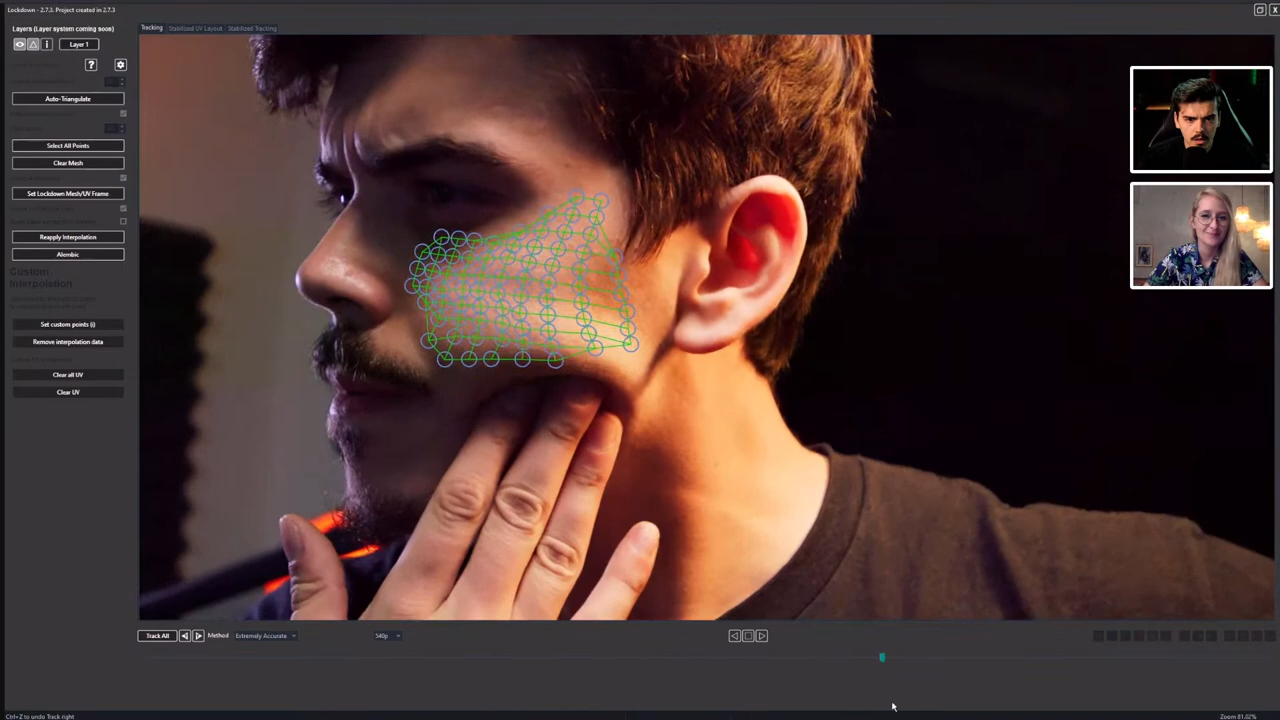 Lockdown - 2.7.3. Project created in 2.7.3
Layers (Layer system coming soon)
Layer 1
?
Auto-Triangulate
Select All Points
Clear Mesh
Set Lockdown Mesh/UV Frame
Reapply Interpolation
Alembic
Custom
Interpolation
Set custom points (i)
Remove interpolation data
Clear all UV
Clear UV
Tracking
Stabilized UV Layout
Stabilized Tracking
Track All
Method
Extremely Accurate
540p
Ctrl+Z to undo Track right
Zoom 81.02%